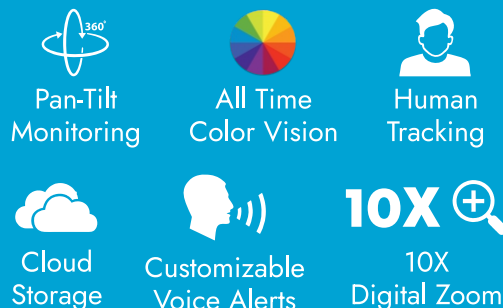 360°
Pan-Tilt
Monitoring
All Time
Color Vision
Human
Tracking
Cloud
Storage
Customizable
Voice Alerts
10X
10X
Digital Zoom